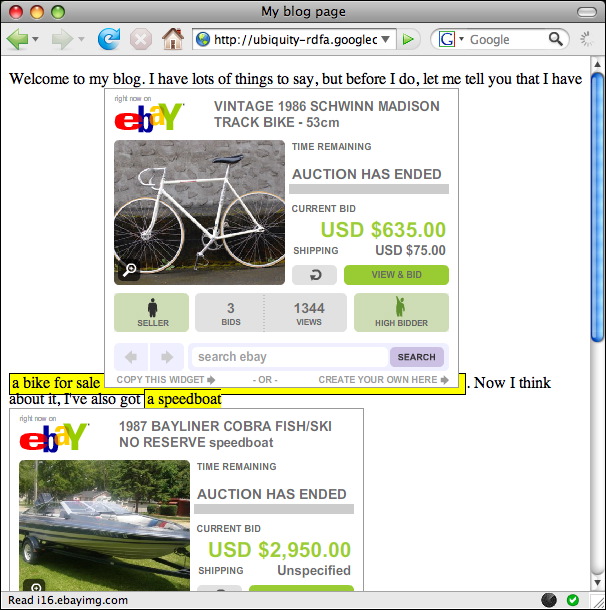 My blog page
http://ubiquity-rdfa.googlec
Google
Welcome to my blog. I have lots of things to say, but before I do, let me tell you that I have
right now on
ebay
VINTAGE 1986 SCHWINN MADISON
TRACK BIKE - 53cm
TIME REMAINING
AUCTION HAS ENDED
CURRENT BID
USD $635.00
SHIPPING USD $75.00
VIEW & BID
SELLER
3
BIDS
1344
VIEWS
HIGH BIDDER
search ebay
SEARCH
COPY THIS WIDGET - OR - CREATE YOUR OWN HERE
a bike for sale . Now I think
about it, I've also got a speedboat
right now on
ebay
1987 BAYLINER COBRA FISH/SKI
NO RESERVE speedboat
TIME REMAINING
AUCTION HAS ENDED
CURRENT BID
USD $2,950.00
SHIPPING Unspecified
Read i16.ebayimg.com